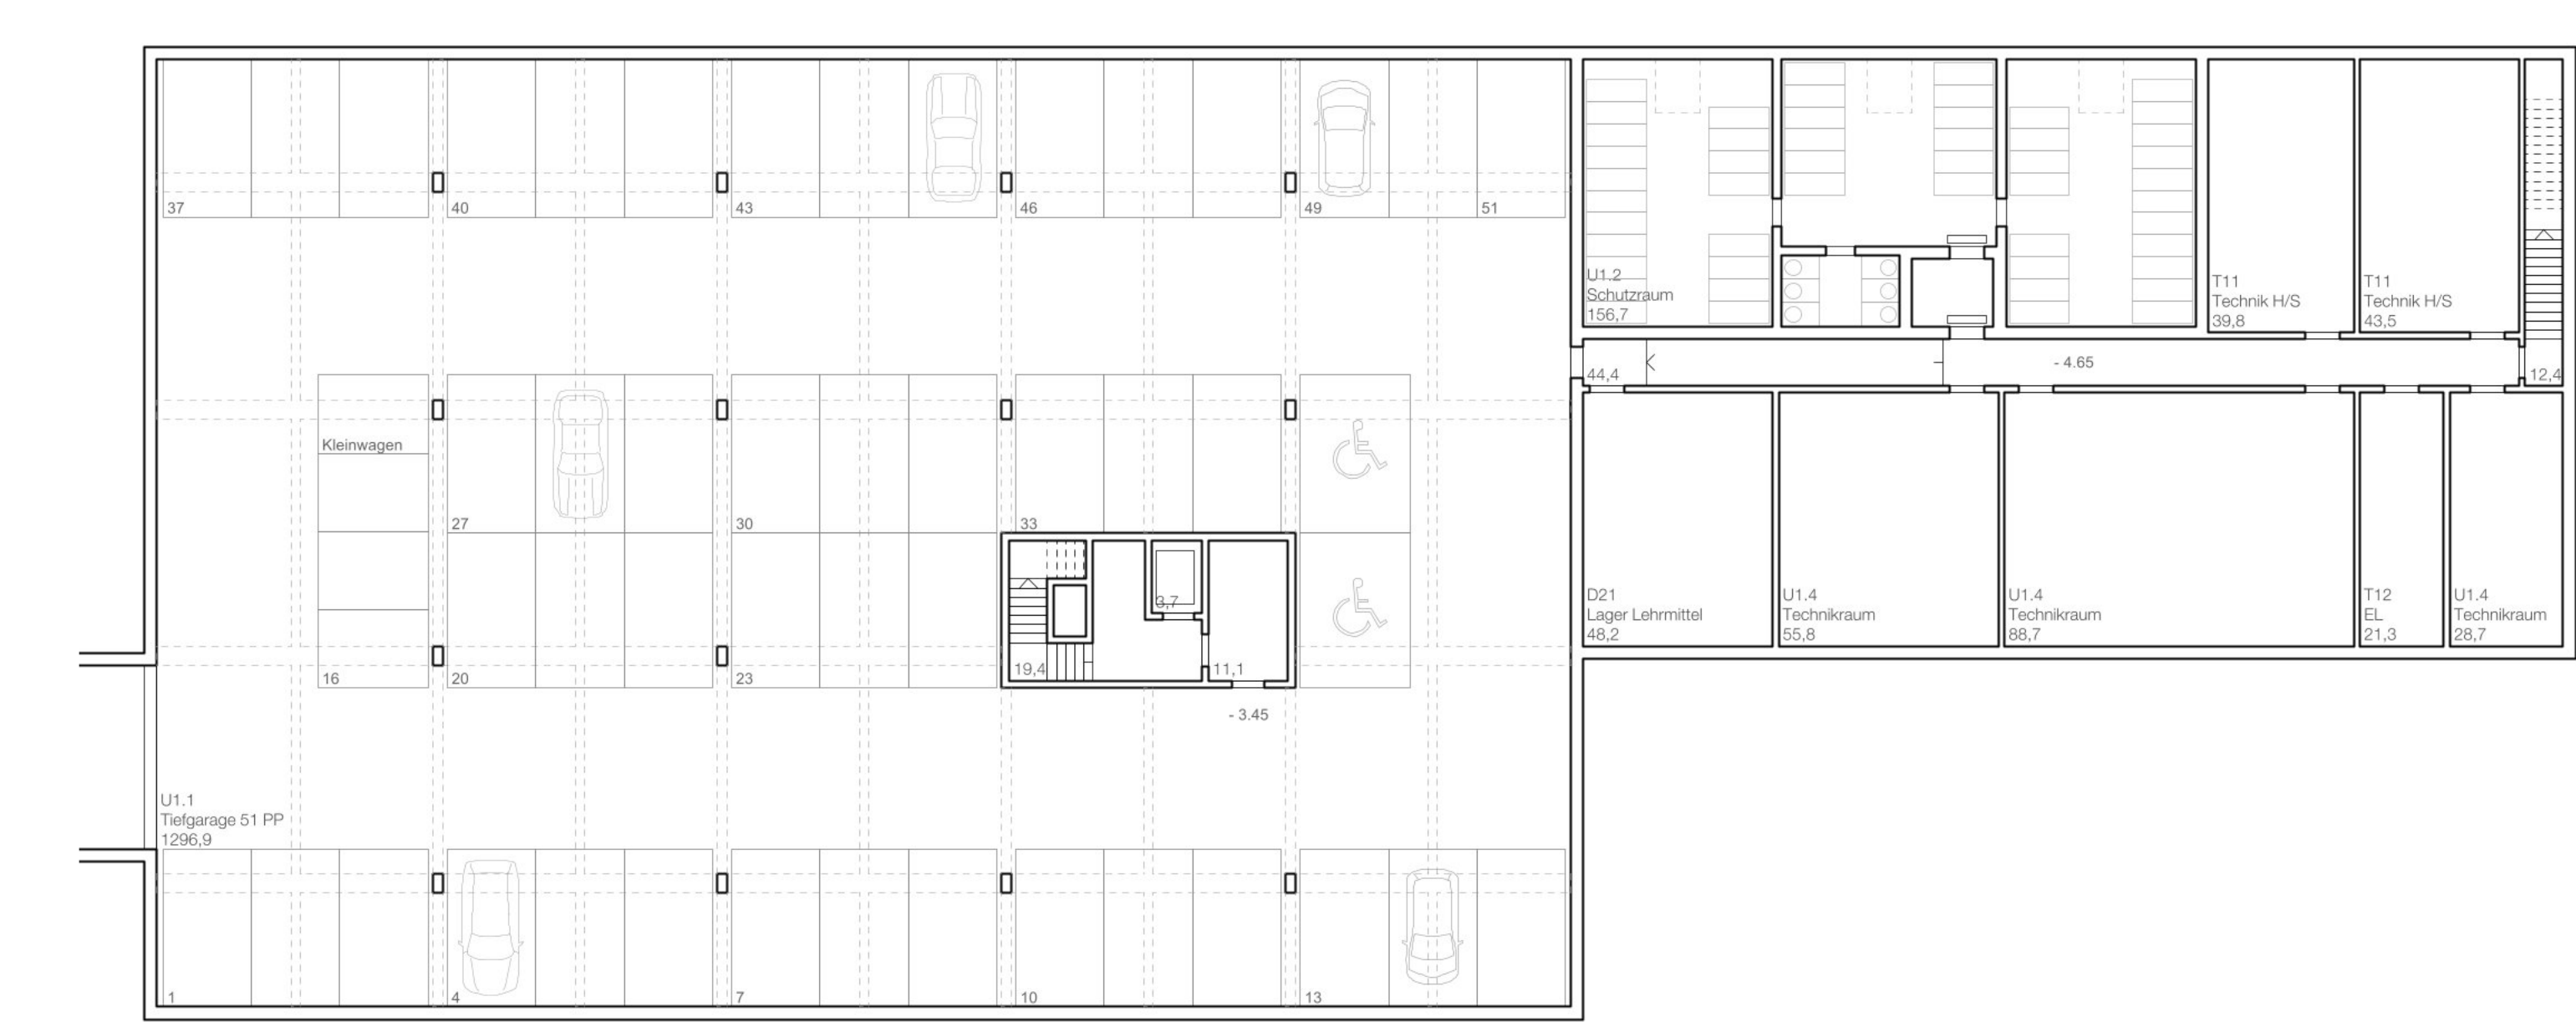 37
40
43
46
49
51
U1.2
Schutzraum
156,7
T11
Technik H/S
39,8
T11
Technik H/S
43,5
44,4
- 4.65
12,4
Kleinwagen
27
30
33
D21
Lager Lehrmittel
48,2
U1.4
Technikraum
55,8
U1.4
Technikraum
88,7
T12
EL
21,3
U1.4
Technikraum
28,7
3,7
19,4
11,1
16
20
23
- 3.45
U1.1
Tiefgarage 51 PP
1296,9
1
4
7
10
13